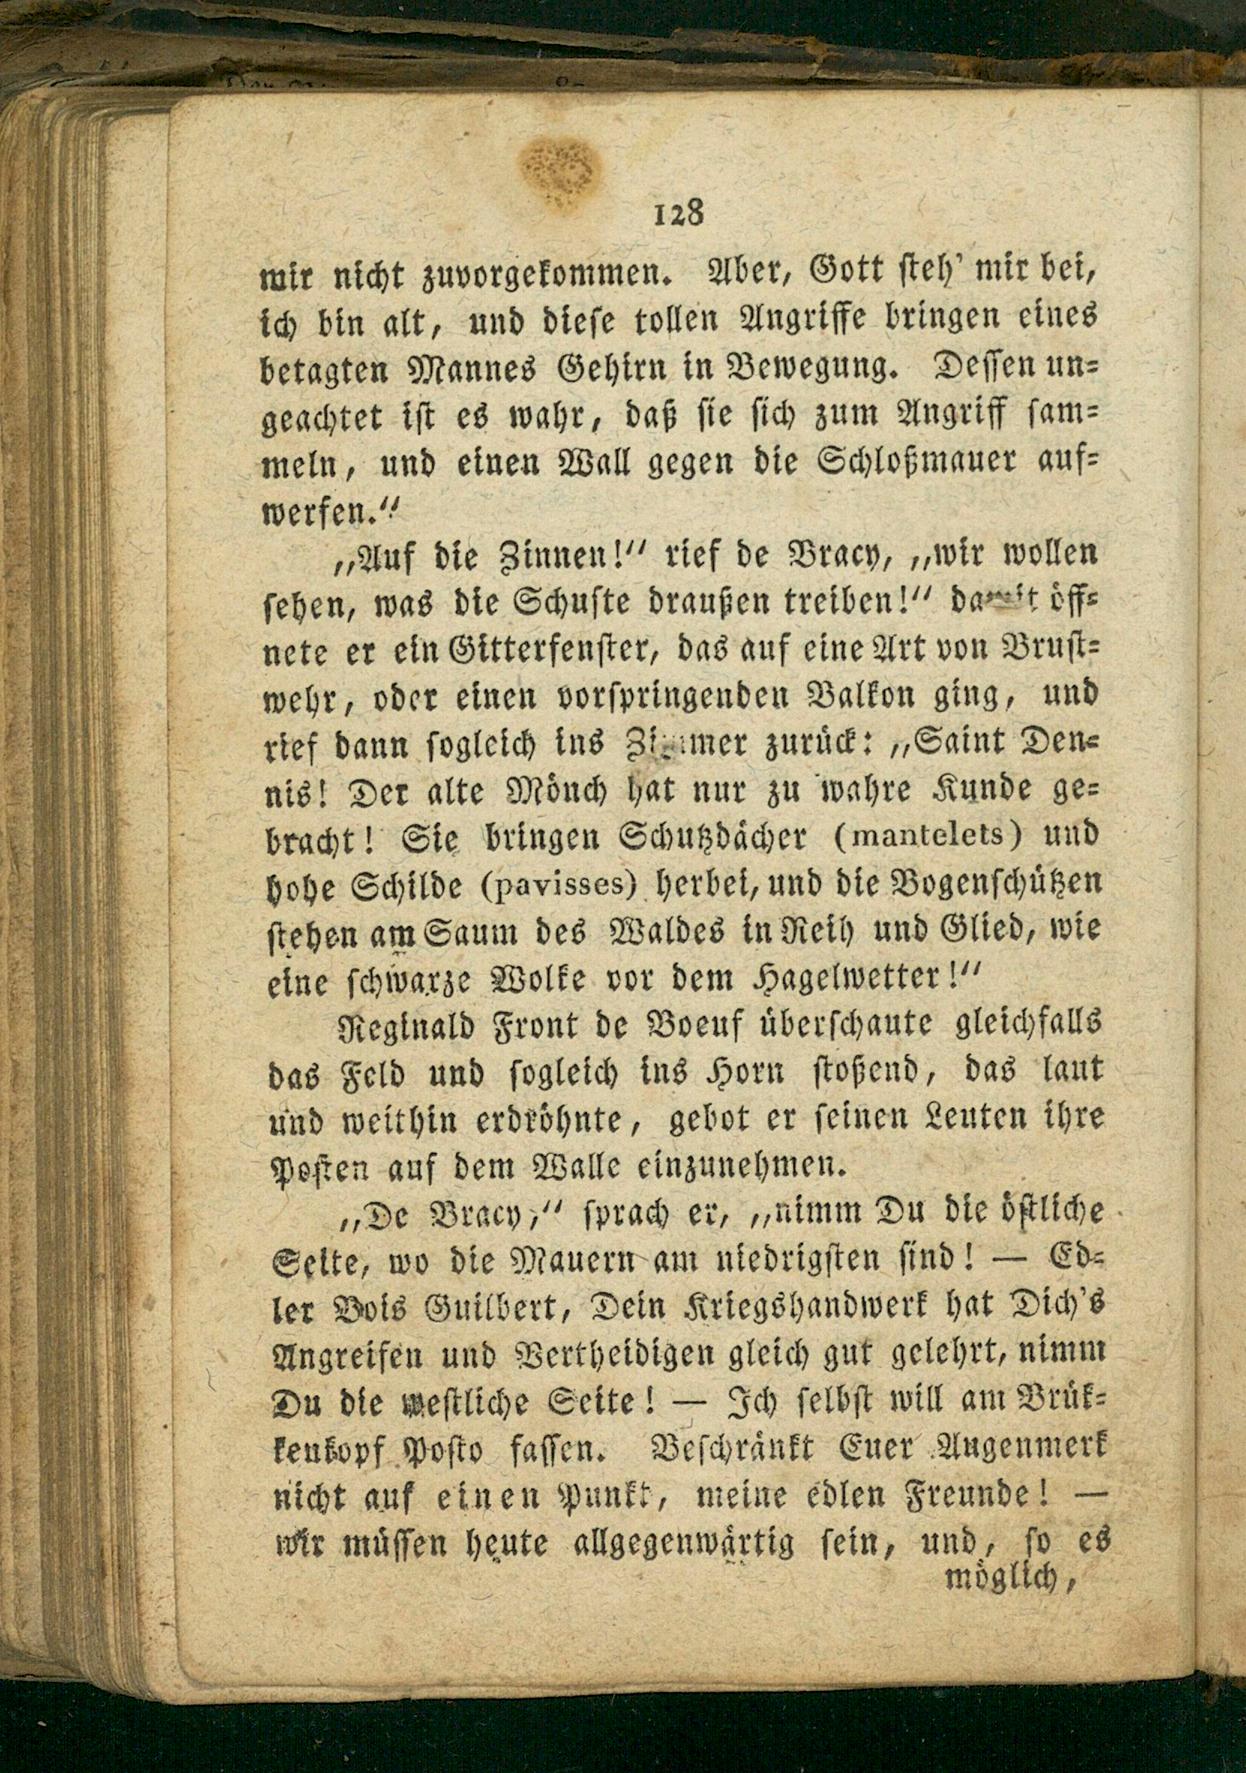 128
mir nicht zuvorgekommen. Aber, Gott steh' mir bei,
ich bin alt, und diese tollen Angriffe bringen eines
betagten Mannes Gehirn in Bewegung. Dessen un-
geachtet ist es wahr, daß sie sich zum Angriff sam-
meln, und einen Wall gegen die Schloßmauer auf-
werfen."
„Auf die Zinnen!" rief de Bracy, „wir wollen
sehen, was die Schufte draußen treiben!" damit öff-
nete er ein Gitterfenster, das auf eine Art von Brust-
wehr, oder einen vorspringenden Balkon ging, und
rief dann sogleich ins Zimmer zurück: „Saint Den-
nis! Der alte Mönch hat nur zu wahre Kunde ge-
bracht! Sie bringen Schutzdächer (mantelets) und
hohe Schilde (pavisses) herbei, und die Bogenschützen
stehen am Saum des Waldes in Reih und Glied, wie
eine schwarze Wolke vor dem Hagelwetter!"
Reginald Front de Boeuf überschaute gleichfalls
das Feld und sogleich ins Horn stoßend, das laut
und weithin erdröhnte, gebot er seinen Leuten ihre
Posten auf dem Walle einzunehmen.
„De Bracy," sprach er, „nimm Du die östliche
Seite, wo die Mauern am niedrigsten sind! — Ed-
ler Bois Guilbert, Dein Kriegshandwerk hat Dich's
Angreifen und Vertheidigen gleich gut gelehrt, nimm
Du die westliche Seite! — Ich selbst will am Brük-
kenkopf Posto fassen. Beschränkt Euer Augenmerk
nicht auf einen Punkt, meine edlen Freunde! —
wir müssen heute allgegenwärtig sein, und, so es
möglich,